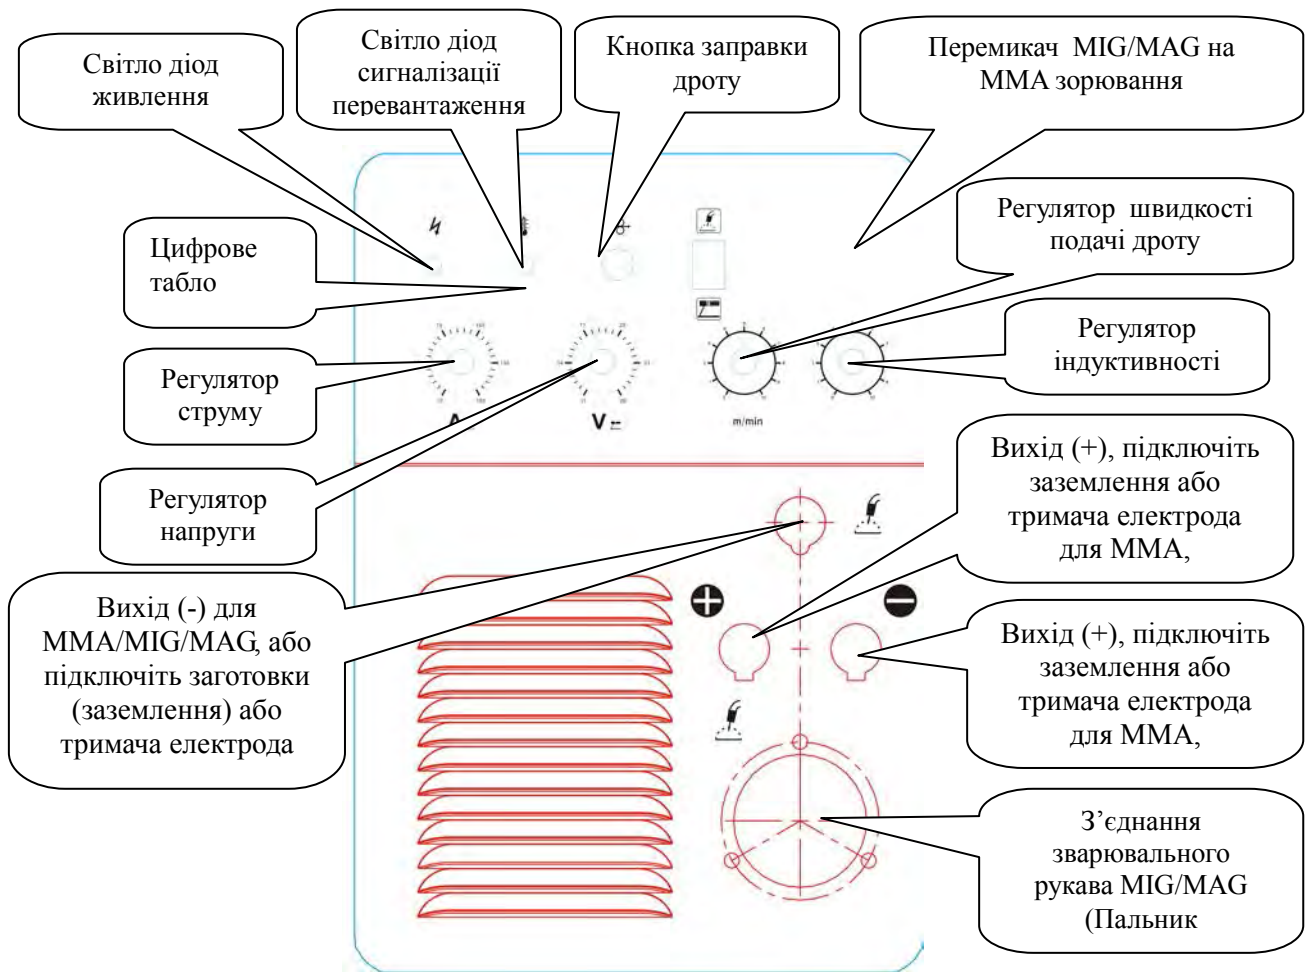 Світло діод
живлення
Світло діод
сигналізації
перевантаження
Кнопка заправки
дроту
Перемикач MIG/MAG на
ММА зорювання
Цифрове
табло
Регулятор швидкості
подачі дроту
Регулятор
струму
Регулятор
індуктивності
A
V
m/min
Регулятор
напруги
Вихід (+), підключіть
заземлення або
тримача електрода
для ММА,
Вихід (-) для
MMA/MIG/MAG, або
підключіть заготовки
(заземлення) або
тримача електрода
Вихід (+), підключіть
заземлення або
тримача електрода
для ММА,
З’єднання
зварювального
рукава MIG/MAG
(Пальник